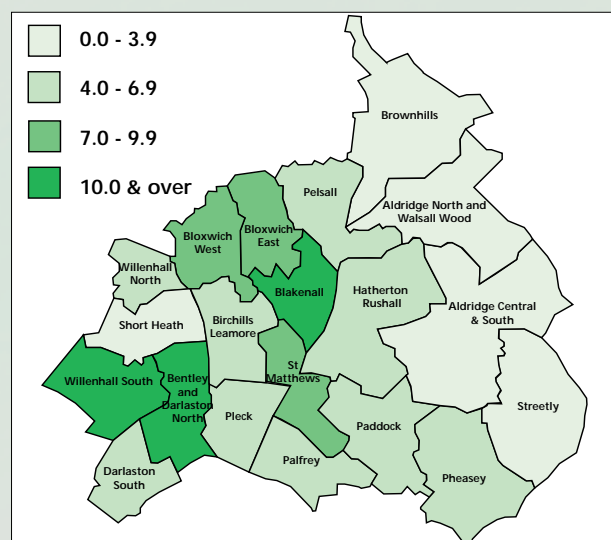 0.0 - 3.9
4.0 - 6.9
7.0 - 9.9
10.0 & over
Brownhills
Pelsall
Aldridge North and
Walsall Wood
Bloxwich
West
Bloxwich
East
Willenhall
North
Blakenall
Hatherton
Rushall
Aldridge Central
& South
Short Heath
Birchills
Leamore
St
Matthews
Willenhall South
Bentley
and
Darlaston
North
Streetly
Pleck
Paddock
Palfrey
Darlaston
South
Pheasey